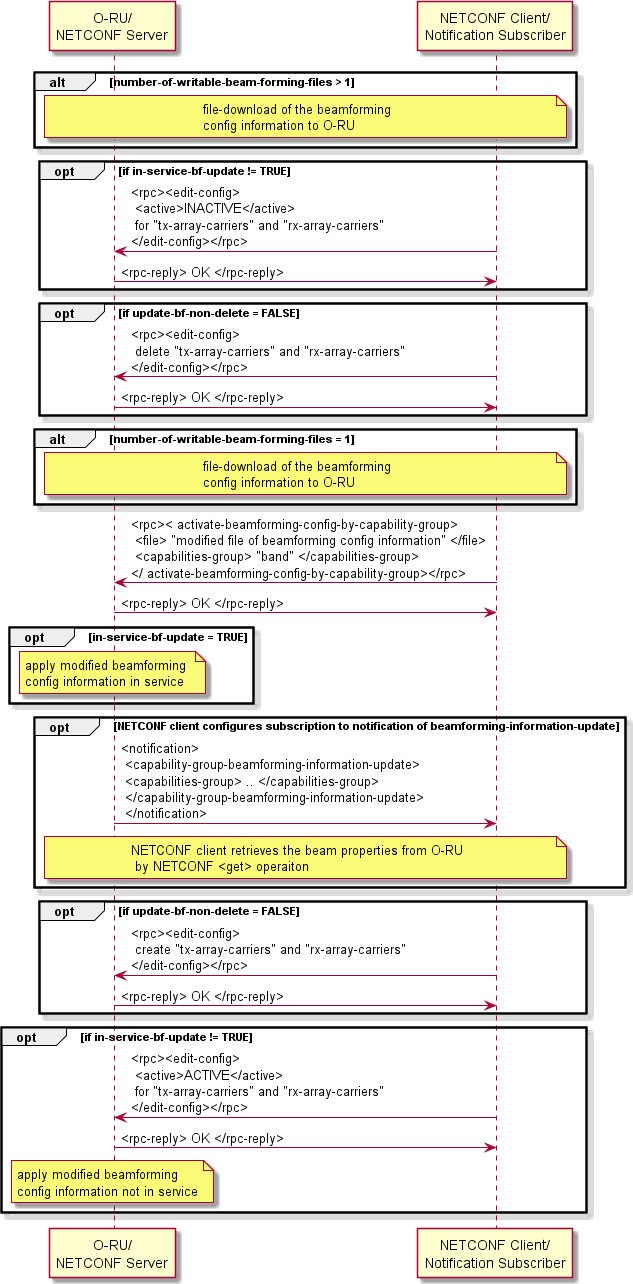 O-RU/
NETCONF Server
NETCONF Client/
Notification Subscriber
alt [number-of-writable-beam-forming-files > 1]
file-download of the beamforming
config information to O-RU
opt [if in-service-bf-update != TRUE]
<rpc><edit-config>
<active>INACTIVE</active>
for "tx-array-carriers" and "rx-array-carriers"
</edit-config></rpc>
<rpc-reply> OK </rpc-reply>
opt [if update-bf-non-delete = FALSE]
<rpc><edit-config>
delete "tx-array-carriers" and "rx-array-carriers"
</edit-config></rpc>
<rpc-reply> OK </rpc-reply>
alt [number-of-writable-beam-forming-files = 1]
file-download of the beamforming
config information to O-RU
<rpc>< activate-beamforming-config-by-capability-group>
<file> "modified file of beamforming config information" </file>
<capabilities-group> "band" </capabilities-group>
</ activate-beamforming-config-by-capability-group></rpc>
<rpc-reply> OK </rpc-reply>
opt [in-service-bf-update = TRUE]
apply modified beamforming
config information in service
opt [NETCONF client configures subscription to notification of beamforming-information-update]
<notification>
<capability-group-beamforming-information-update>
<capabilities-group> .. </capabilities-group>
</capability-group-beamforming-information-update>
</notification>
NETCONF client retrieves the beam properties from O-RU
by NETCONF <get> operaiton
opt [if update-bf-non-delete = FALSE]
<rpc><edit-config>
create "tx-array-carriers" and "rx-array-carriers"
</edit-config></rpc>
<rpc-reply> OK </rpc-reply>
opt [if in-service-bf-update != TRUE]
<rpc><edit-config>
<active>ACTIVE</active>
for "tx-array-carriers" and "rx-array-carriers"
</edit-config></rpc>
<rpc-reply> OK </rpc-reply>
apply modified beamforming
config information not in service
O-RU/
NETCONF Server
NETCONF Client/
Notification Subscriber